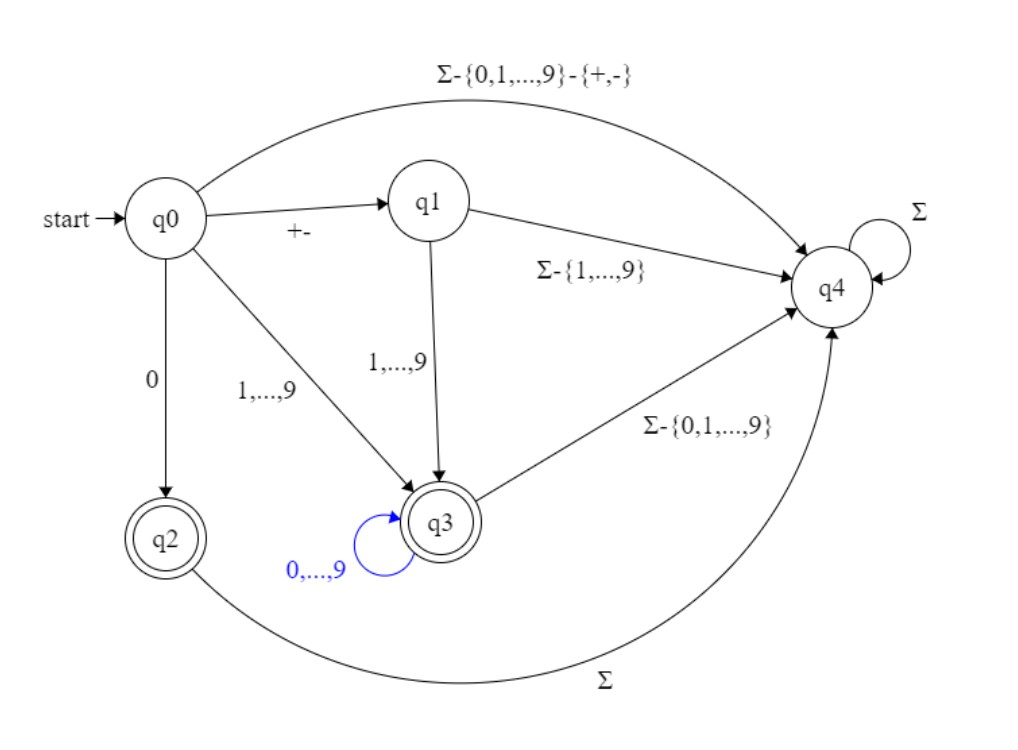 Σ-{0,1,...,9}-{+,-}
start
q0
+-
q1
Σ
Σ-{1,...,9}
q4
0
1,...,9
1,...,9
Σ-{0,1,...,9}
q2
q3
0,...,9
Σ